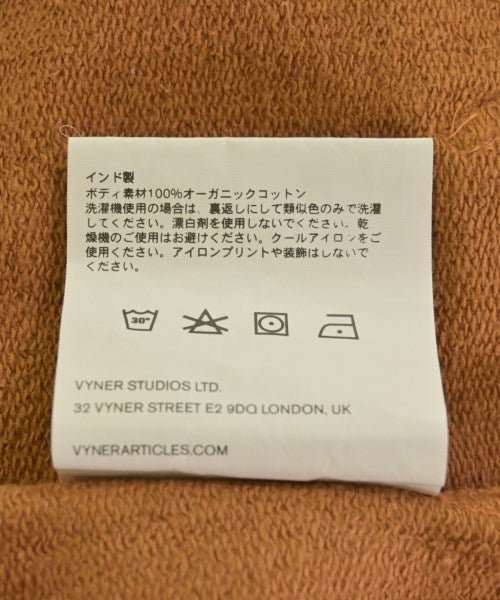 インド製
ボディ素材100%オーガニックコットン
洗濯機使用の場合は、裏返しにして類似色のみで洗濯
してください。漂白剤を使用しないでください。乾
燥機のご使用はお避けください。クールアイロンをご
使用ください。アイロンプリントや装飾はしないで
ください。
30°
VYNER STUDIOS LTD.
32 VYNER STREET E2 9DQ LONDON, UK
VYNERARTICLES.COM